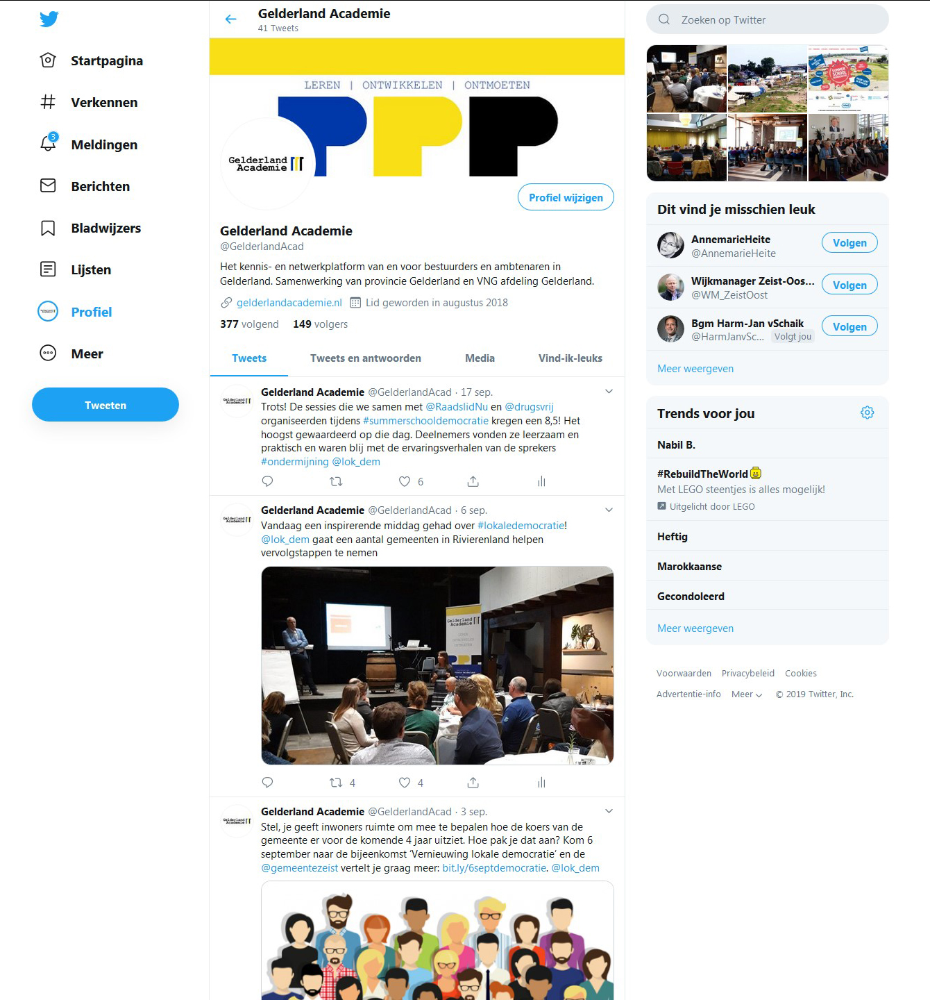 Startpagina
Verkennen
3
Meldingen
Berichten
Bladwijzers
Lijsten
Profiel
Meer
Tweeten
Gelderland Academie
41 Tweets
LEREN | ONTWIKKELEN | ONTMOETEN
Gelderland
Academie
Profiel wijzigen
Gelderland Academie
@GelderlandAcad
Het kennis- en netwerkplatform van en voor bestuurders en ambtenaren in
Gelderland. Samenwerking van provincie Gelderland en VNG afdeling Gelderland.
gelderlandacademie.nl Lid geworden in augustus 2018
377 volgend 149 volgers
Tweets Tweets en antwoorden Media Vind-ik-leuks
Gelderland Academie @GelderlandAcad · 17 sep.
Trots! De sessies die we samen met @RaadslidNu en @drugsvrij
organiseerden tijdens #summerschooldemocratie kregen een 8,5! Het
hoogst gewaardeerd op die dag. Deelnemers vonden ze leerzaam en
praktisch en waren blij met de ervaringsverhalen van de sprekers
#ondermijning @lok_dem
6
Gelderland Academie @GelderlandAcad · 6 sep.
Vandaag een inspirerende middag gehad over #lokaledemocratie!
@lok_dem gaat een aantal gemeenten in Rivierenland helpen
vervolgstappen te nemen
Gelderland
Academie
LEREN
ONTWIKKELEN
ONTMOETEN
4 4
Gelderland Academie @GelderlandAcad · 3 sep.
Stel, je geeft inwoners ruimte om mee te bepalen hoe de koers van de
gemeente er voor de komende 4 jaar uitziet. Hoe pak je dat aan? Kom 6
september naar de bijeenkomst ‘Vernieuwing lokale democratie’ en de
@gemeentezeist vertelt je graag meer: bit.ly/6septdemocratie. @lok_dem
Zoeken op Twitter
SUMMER
SCHOOL
VNG
Dit vind je misschien leuk
AnnemarieHeite
@AnnemarieHeite
Volgen
Wijkmanager Zeist-Oos...
@WM_ZeistOost
Volgen
Bgm Harm-Jan vSchaik
@HarmJanvSc... Volgt jou
Volgen
Meer weergeven
Trends voor jou
Nabil B.
#RebuildTheWorld
Met LEGO steentjes is alles mogelijk!
Uitgelicht door LEGO
Heftig
Marokkaanse
Gecondoleerd
Meer weergeven
Voorwaarden Privacybeleid Cookies
Advertentie-info Meer © 2019 Twitter, Inc.